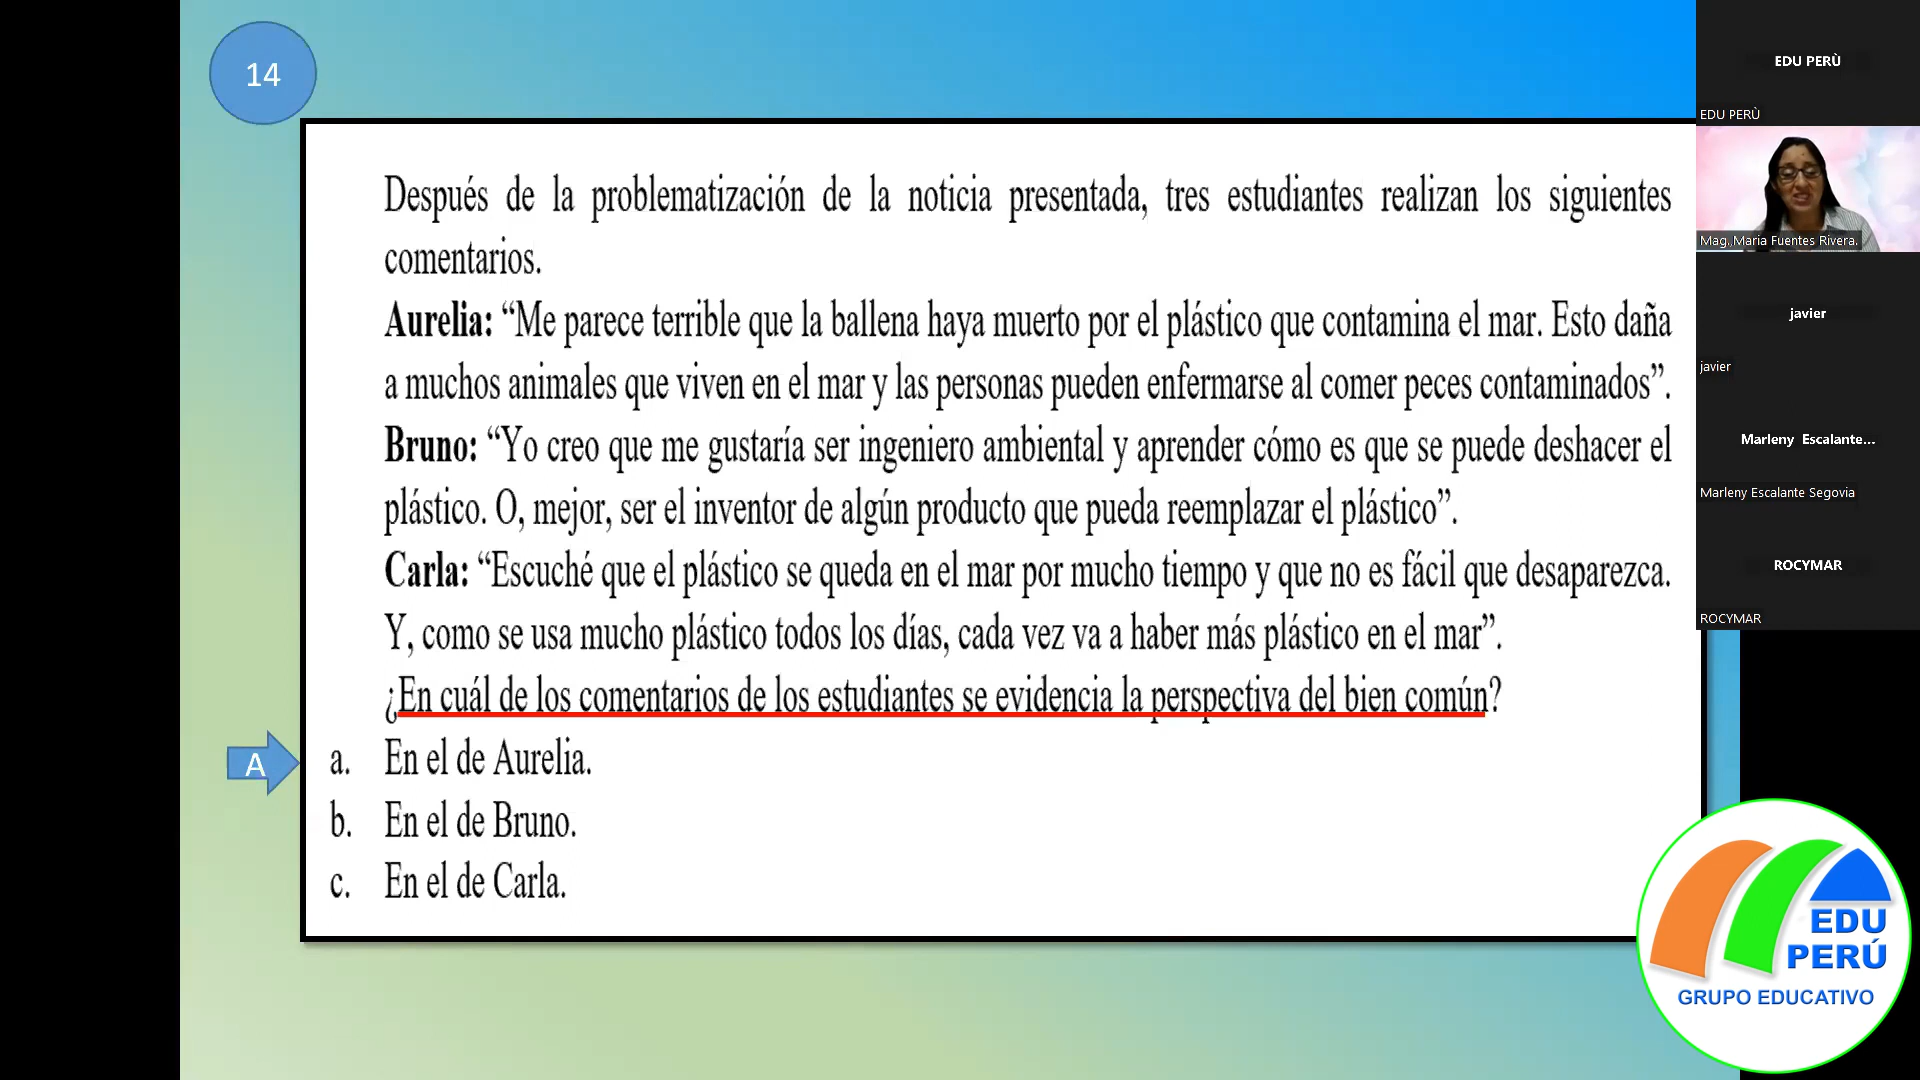 14
Después de la problematización de la noticia presentada, tres estudiantes realizan los siguientes
comentarios.
Aurelia: “Me parece terrible que la ballena haya muerto por el plástico que contamina el mar. Esto daña
a muchos animales que viven en el mar y las personas pueden enfermarse al comer peces contaminados”.
Bruno: “Yo creo que me gustaría ser ingeniero ambiental y aprender cómo es que se puede deshacer el
plástico. O, mejor, ser el inventor de algún producto que pueda reemplazar el plástico”.
Carla: “Escuché que el plástico se queda en el mar por mucho tiempo y que no es fácil que desaparezca.
Y, como se usa mucho plástico todos los días, cada vez va a haber más plástico en el mar”.
¿En cuál de los comentarios de los estudiantes se evidencia la perspectiva del bien común?
A
a. En el de Aurelia.
b. En el de Bruno.
c. En el de Carla.
EDU PERÙ
EDU PERÙ
Mag. Maria Fuentes Rivera.
javier
javier
Marleny Escalante...
Marleny Escalante Segovia
ROCYMAR
ROCYMAR
EDU
PERÚ
GRUPO EDUCATIVO